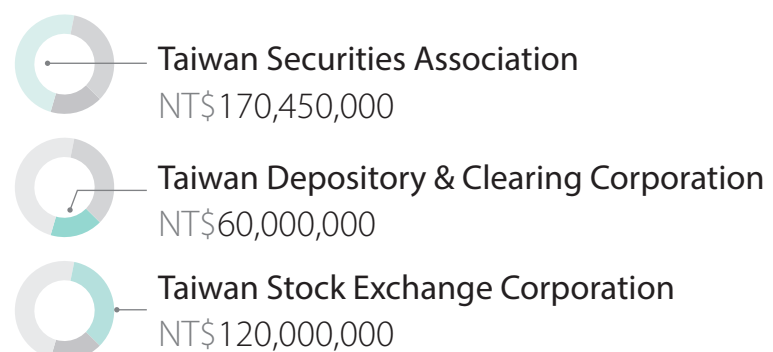 Taiwan Securities Association
NT$170,450,000
Taiwan Depository & Clearing Corporation
NT$60,000,000
Taiwan Stock Exchange Corporation
NT$120,000,000